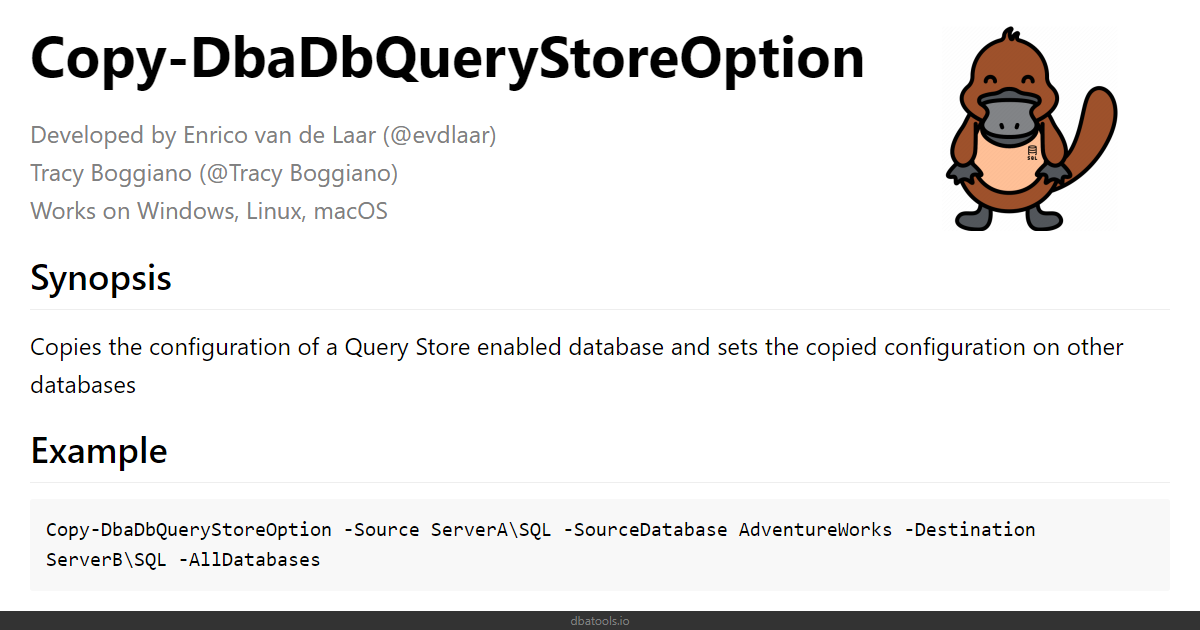 Copy-DbaDbQueryStoreOption
Developed by Enrico van de Laar (@evdlaar)
Tracy Boggiano (@Tracy Boggiano)
Works on Windows, Linux, macOS
SQL
Synopsis
Copies the configuration of a Query Store enabled database and sets the copied configuration on other
databases
Example
Copy-DbaDbQueryStoreOption -Source ServerA\SQL -SourceDatabase AdventureWorks -Destination
ServerB\SQL -AllDatabases
dbatools.io